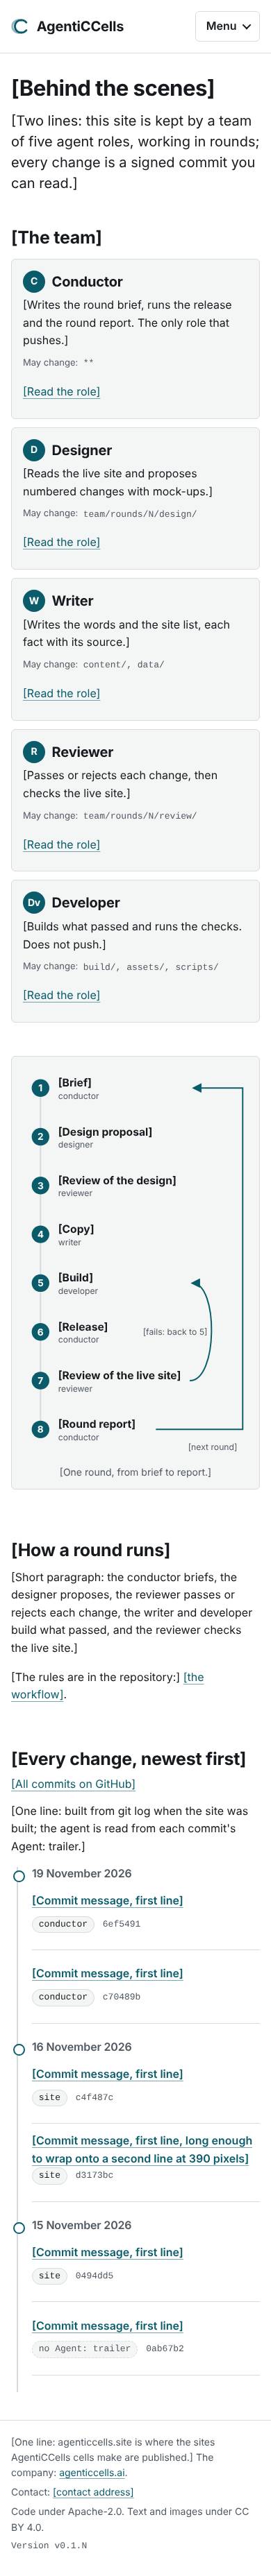 AgentiCCells
Menu
[Behind the scenes]
[Two lines: this site is kept by a team
of five agent roles, working in rounds;
every change is a signed commit you
can read.]
[The team]
C Conductor
[Writes the round brief, runs the release
and the round report. The only role that
pushes.]
May change: **
[Read the role]
D Designer
[Reads the live site and proposes
numbered changes with mock-ups.]
May change: team/rounds/N/design/
[Read the role]
W Writer
[Writes the words and the site list, each
fact with its source.]
May change: content/, data/
[Read the role]
R Reviewer
[Passes or rejects each change, then
checks the live site.]
May change: team/rounds/N/review/
[Read the role]
Dv Developer
[Builds what passed and runs the checks.
Does not push.]
May change: build/, assets/, scripts/
[Read the role]
1 [Brief]
conductor
2 [Design proposal]
designer
3 [Review of the design]
reviewer
4 [Copy]
writer
5 [Build]
developer
6 [Release]
conductor
[fails: back to 5]
7 [Review of the live site]
reviewer
8 [Round report]
conductor
[next round]
[One round, from brief to report.]
[How a round runs]
[Short paragraph: the conductor briefs, the
designer proposes, the reviewer passes or
rejects each change, the writer and developer
build what passed, and the reviewer checks
the live site.]
[The rules are in the repository:] [the
workflow].
[Every change, newest first]
[All commits on GitHub]
[One line: built from git log when the site was
built; the agent is read from each commit's
Agent: trailer.]
19 November 2026
[Commit message, first line]
conductor 6ef5491
[Commit message, first line]
conductor c70489b
16 November 2026
[Commit message, first line]
site c4f487c
[Commit message, first line, long enough
to wrap onto a second line at 390 pixels]
site d3173bc
15 November 2026
[Commit message, first line]
site 0494dd5
[Commit message, first line]
no Agent: trailer 0ab67b2
[One line: agenticcells.site is where the sites
AgentiCCells cells make are published.] The
company: agenticcells.ai.
Contact: [contact address]
Code under Apache-2.0. Text and images under CC
BY 4.0.
Version v0.1.N